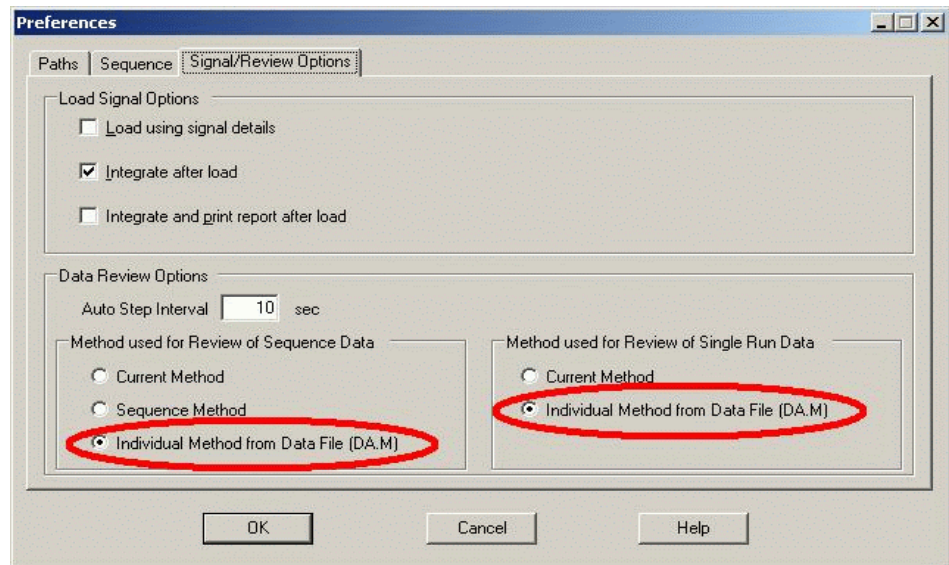 Preferences
Paths Sequence Signal/Review Options
Load Signal Options
Load using signal details
Integrate after load
Integrate and print report after load
Data Review Options
Auto Step Interval 10 sec
Method used for Review of Sequence Data
Current Method
Sequence Method
Individual Method from Data File (DA.M)
Method used for Review of Single Run Data
Current Method
Individual Method from Data File (DA.M)
OK Cancel Help